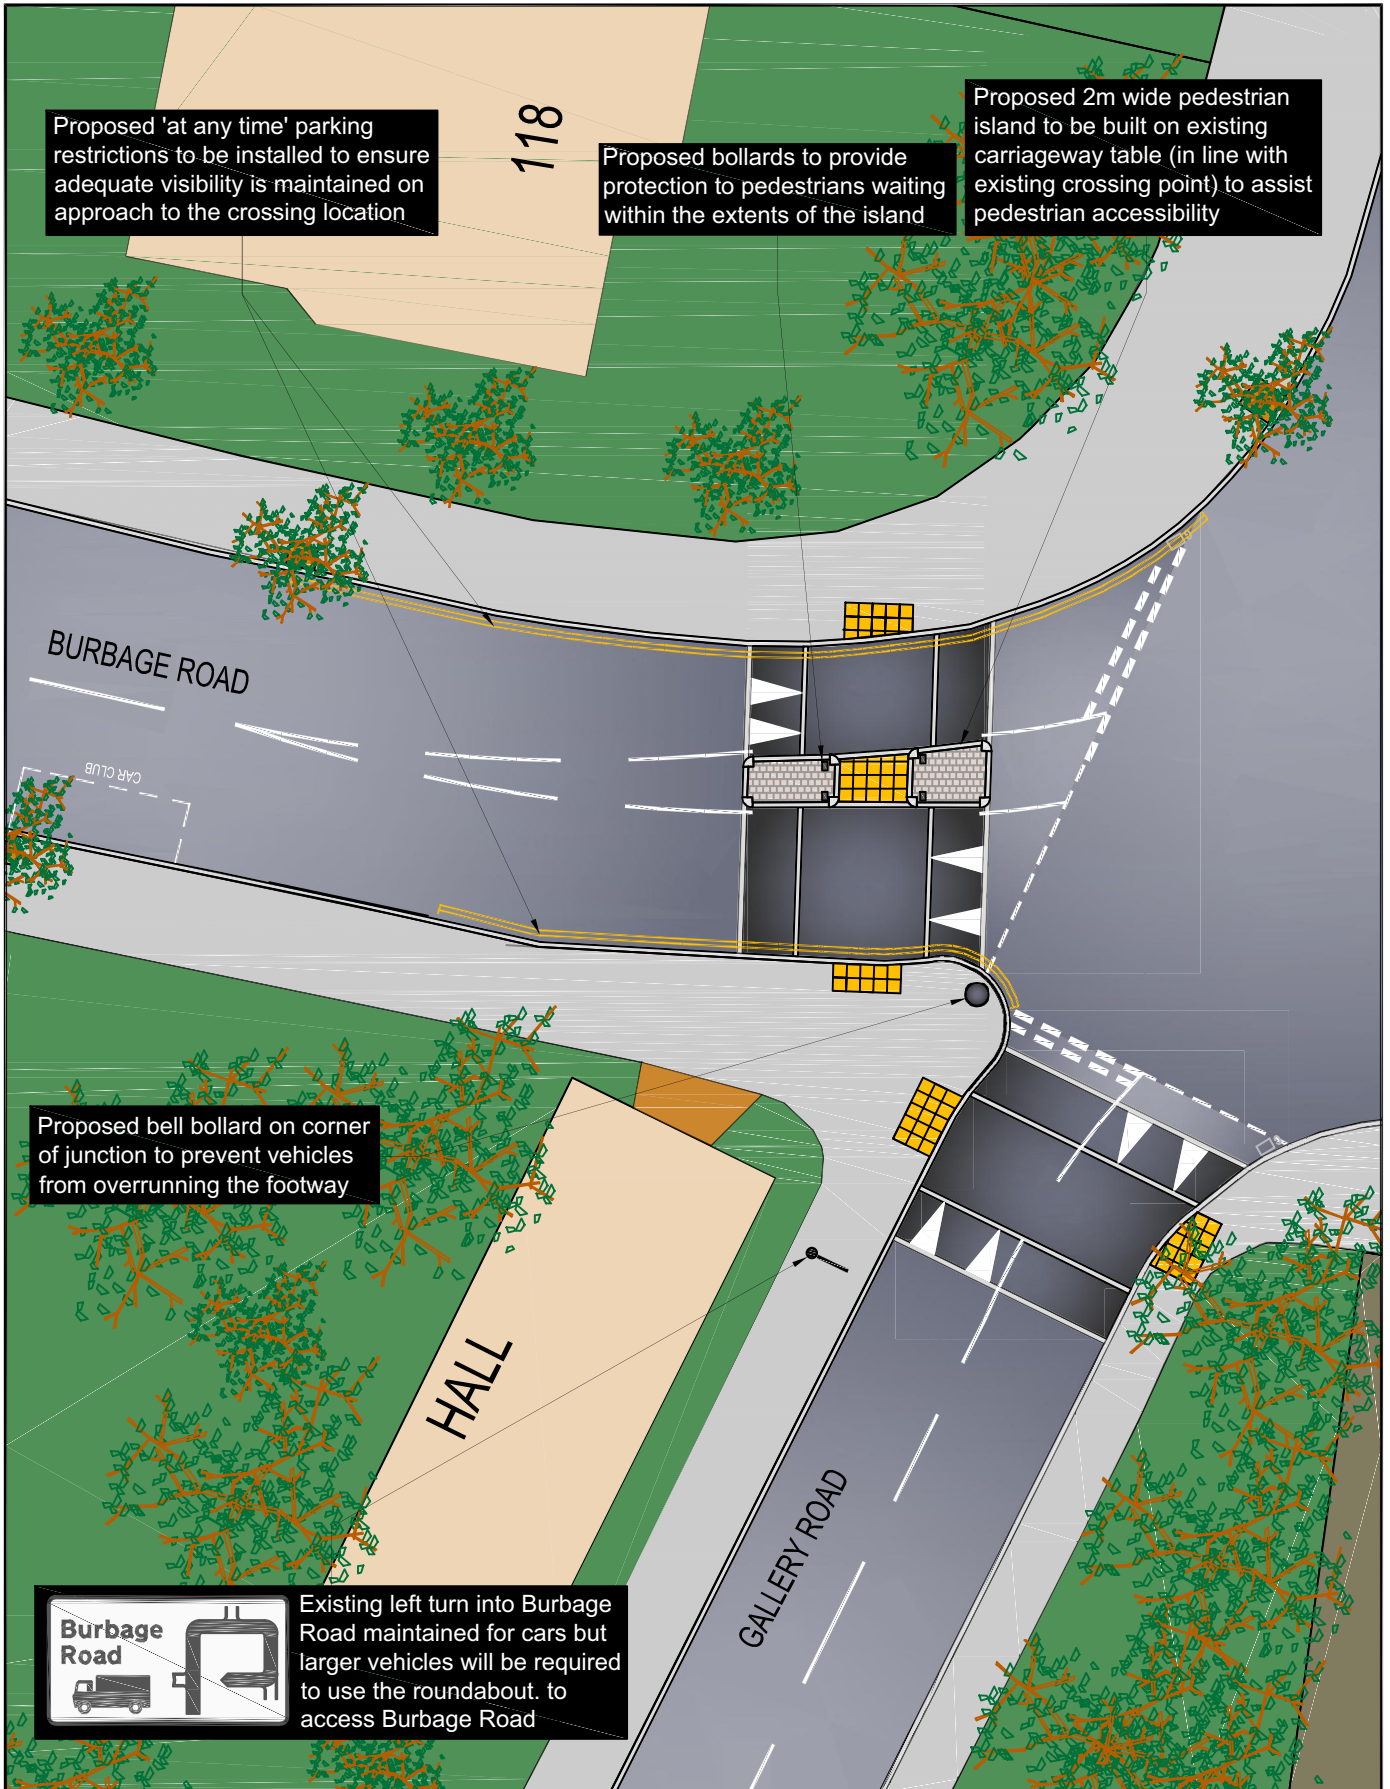 Proposed 'at any time' parking
restrictions to be installed to ensure
adequate visibility is maintained on
approach to the crossing location
118
Proposed bollards to provide
protection to pedestrians waiting
within the extents of the island
Proposed 2m wide pedestrian
island to be built on existing
carriageway table (in line with
existing crossing point) to assist
pedestrian accessibility
BURBAGE ROAD
CAR CLUB
Proposed bell bollard on corner
of junction to prevent vehicles
from overrunning the footway
HALL
GALLERY ROAD
Burbage
Road
Existing left turn into Burbage
Road maintained for cars but
larger vehicles will be required
to use the roundabout. to
access Burbage Road